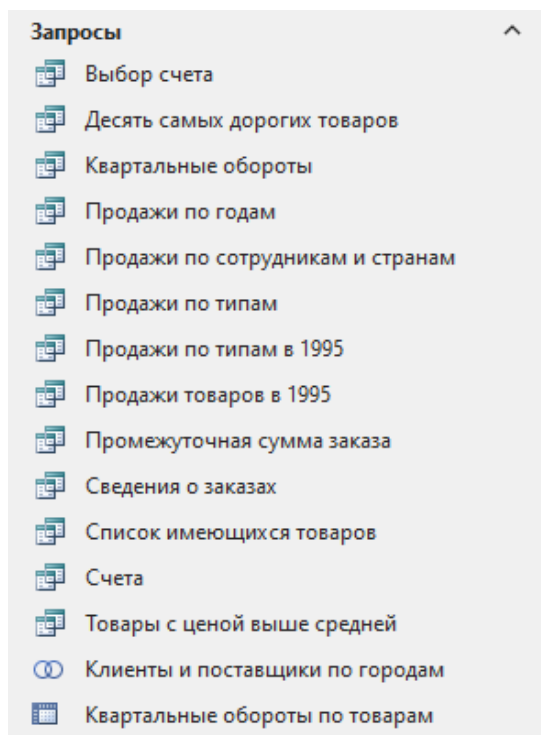 Запросы
Выбор счета
Десять самых дорогих товаров
Квартальные обороты
Продажи по годам
Продажи по сотрудникам и странам
Продажи по типам
Продажи по типам в 1995
Продажи товаров в 1995
Промежуточная сумма заказа
Сведения о заказах
Список имеющихся товаров
Счета
Товары с ценой выше средней
Клиенты и поставщики по городам
Квартальные обороты по товарам